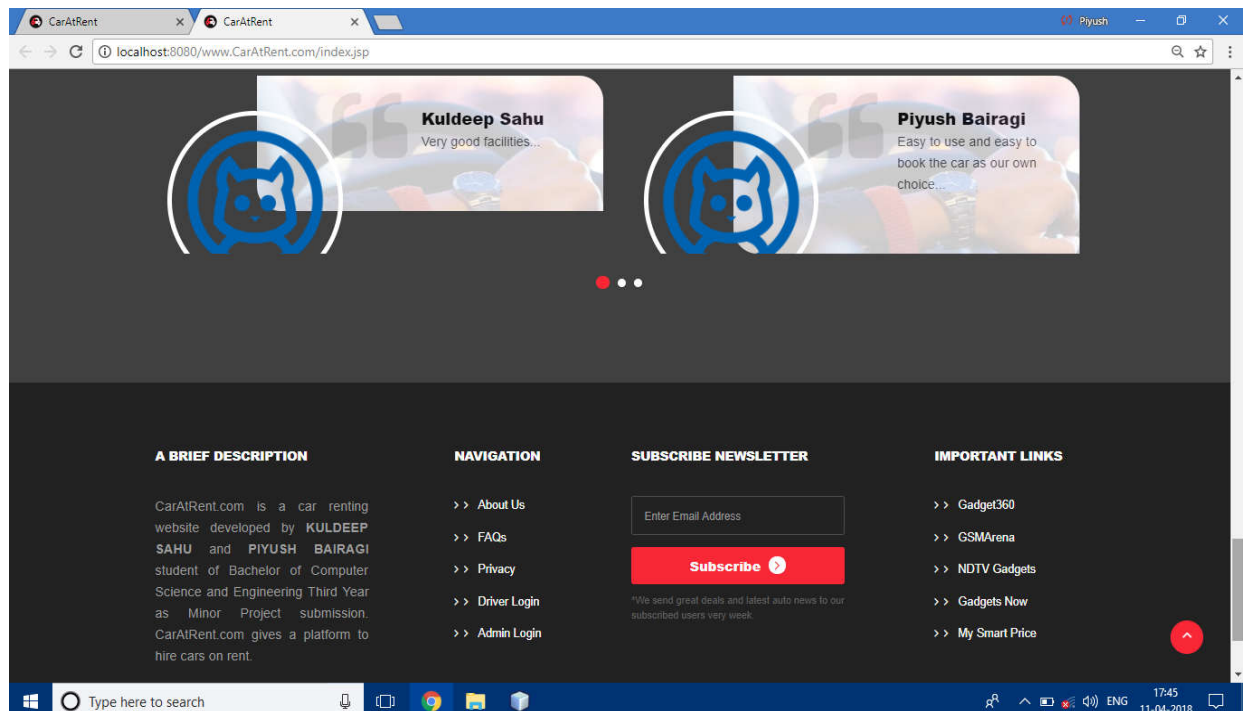 CarAtRent
CarAtRent
Piyush
localhost:8080/www.CarAtRent.com/index.jsp
Kuldeep Sahu
Very good facilities...
Piyush Bairagi
Easy to use and easy to
book the car as our own
choice...
A BRIEF DESCRIPTION
CarAtRent.com is a car renting
website developed by KULDEEP
SAHU and PIYUSH BAIRAGI
student of Bachelor of Computer
Science and Engineering Third Year
as Minor Project submission.
CarAtRent.com gives a platform to
hire cars on rent.
NAVIGATION
>> About Us
>> FAQs
>> Privacy
>> Driver Login
>> Admin Login
SUBSCRIBE NEWSLETTER
Enter Email Address
Subscribe
*We send great deals and latest auto news to our
subscribed users very week.
IMPORTANT LINKS
>> Gadget360
>> GSMArena
>> NDTV Gadgets
>> Gadgets Now
>> My Smart Price
Type here to search
ENG
17:45
11-04-2018